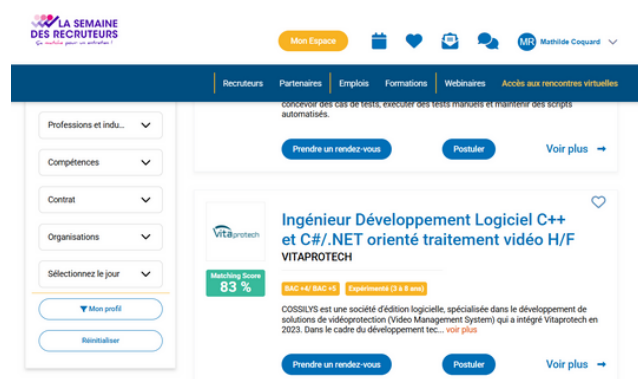 LA SEMAINE
DES RECRUTEURS
Ça matche pour un entretien !
Mon Espace
MR
Mathilde Coquard
Recruteurs
Partenaires
Emplois
Formations
Webinaires
Accès aux rencontres virtuelles
Professions et indu...
Compétences
Contrat
Organisations
Sélectionnez le jour
Mon profil
Réinitialiser
concevoir des cas de tests, exécuter des tests manuels et maintenir des scripts
automatisés.
Prendre un rendez-vous
Postuler
Voir plus →
Vitaprotech
Matching Score
83 %
Ingénieur Développement Logiciel C++
et C#/.NET orienté traitement vidéo H/F
VITAPROTECH
BAC +4/ BAC +5
Expérimenté (3 à 8 ans)
COSSILYS est une société d'édition logicielle, spécialisée dans le développement de
solutions de vidéoprotection (Video Management System) qui a intégré Vitaprotech en
2023. Dans le cadre du développement tec... voir plus
Prendre un rendez-vous
Postuler
Voir plus →